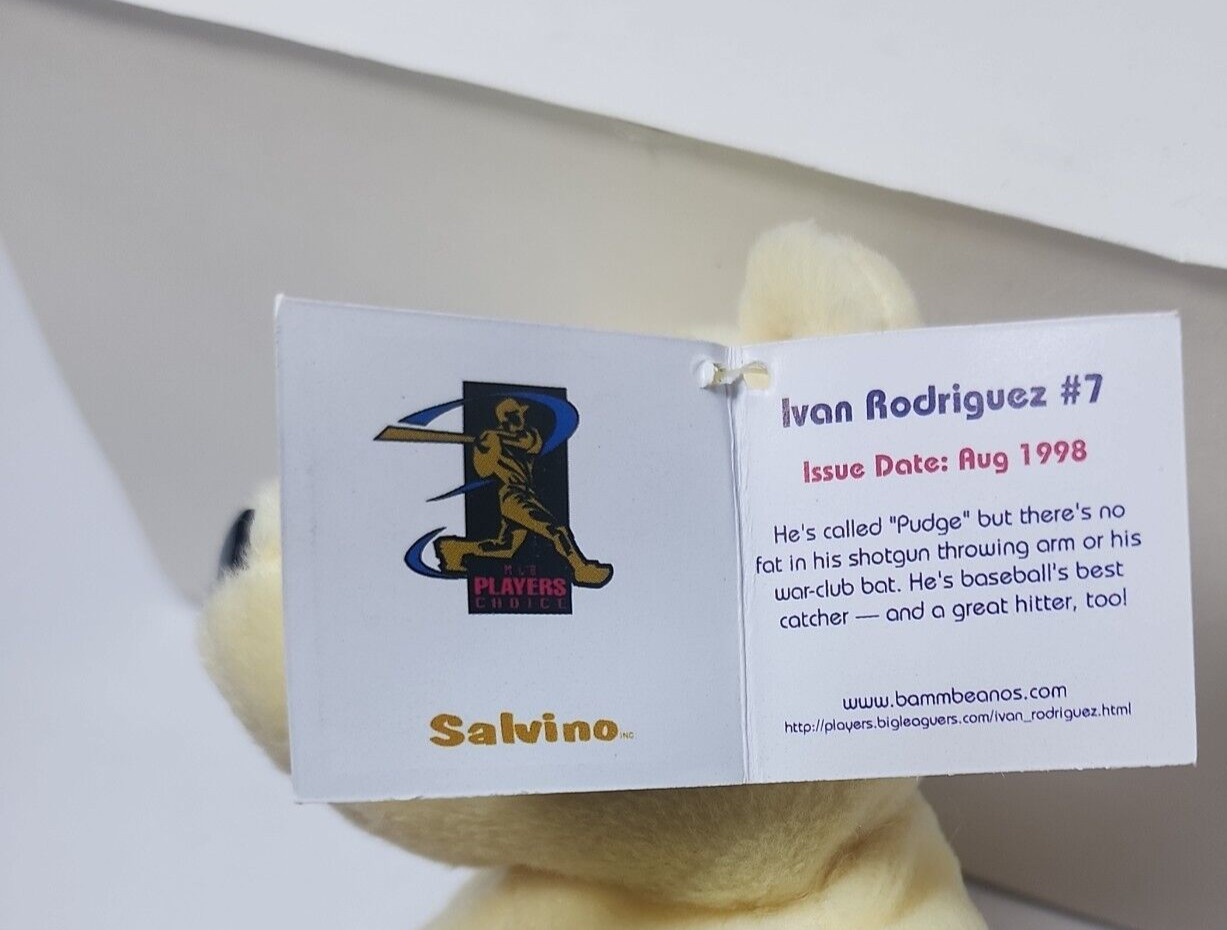 MLB
PLAYERS
CHOICE
Salvino INC
Ivan Rodriguez #7
Issue Date: Aug 1998
He's called "Pudge" but there's no
fat in his shotgun throwing arm or his
war-club bat. He's baseball's best
catcher — and a great hitter, too!
www.bammbeanos.com
http://players.bigleaguers.com/ivan_rodriguez.html